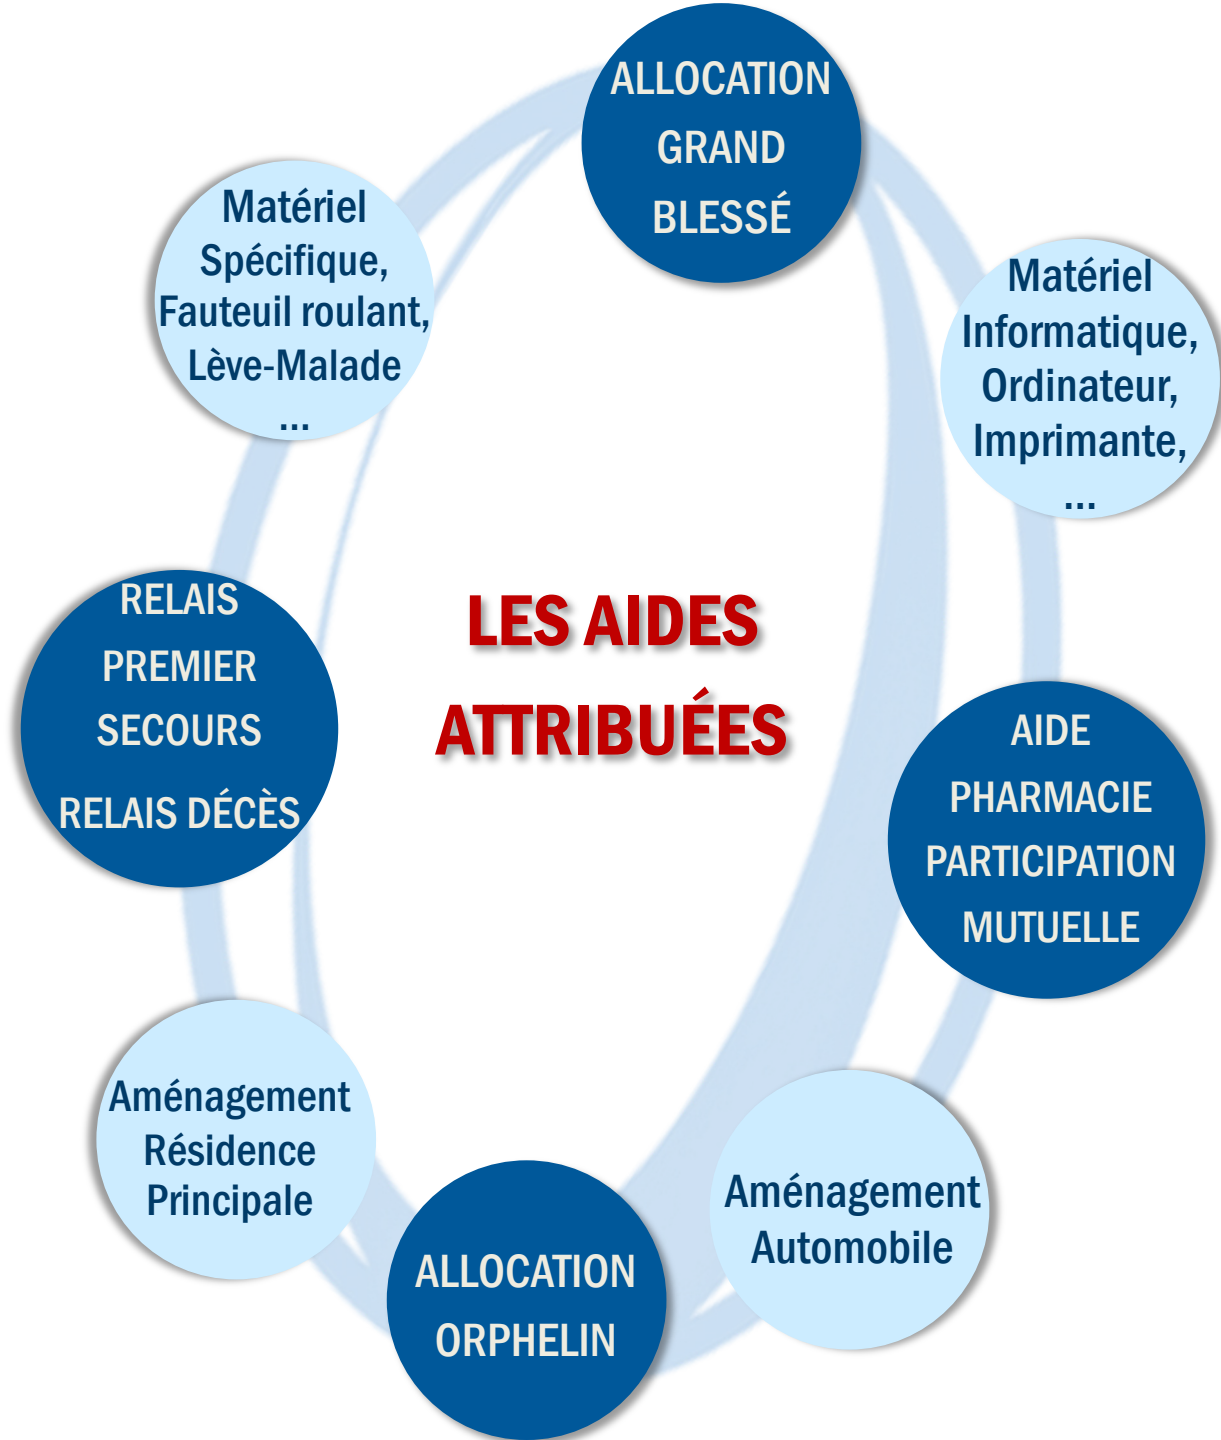 ALLOCATION
GRAND
BLESSÉ
Matériel
Spécifique,
Fauteuil roulant,
Lève-Malade
...
Matériel
Informatique,
Ordinateur,
Imprimante,
...
RELAIS
PREMIER
SECOURS
RELAIS DÉCÈS
LES AIDES
ATTRIBUÉES
AIDE
PHARMACIE
PARTICIPATION
MUTUELLE
Aménagement
Résidence
Principale
ALLOCATION
ORPHELIN
Aménagement
Automobile